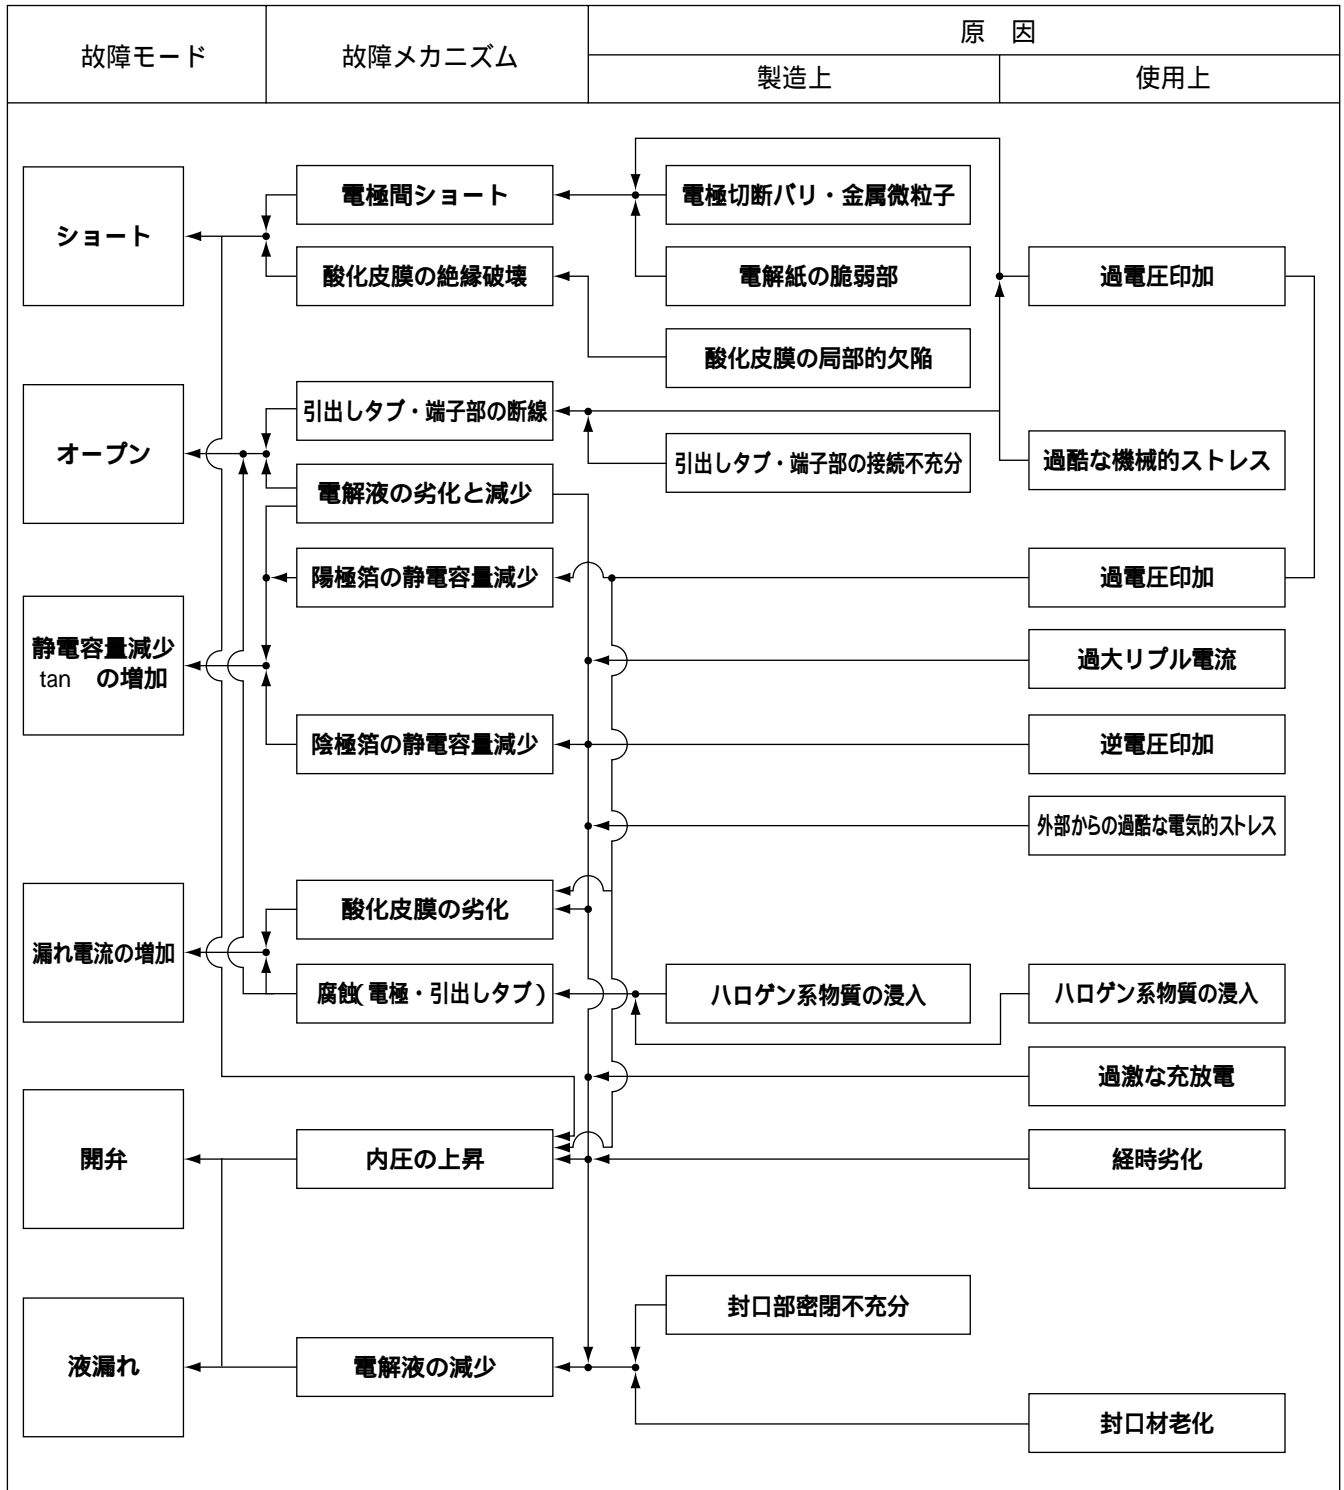 故障モード
故障メカニズム
原　因
製造上
使用上
ショート
電極間ショート
電極切断バリ・金属微粒子
酸化皮膜の絶縁破壊
電解紙の脆弱部
過電圧印加
酸化皮膜の局部的欠陥
オープン
引出しタブ・端子部の断線
引出しタブ・端子部の接続不充分
過酷な機械的ストレス
電解液の劣化と減少
陽極箔の静電容量減少
過電圧印加
静電容量減少
tan　の増加
過大リプル電流
陰極箔の静電容量減少
逆電圧印加
外部からの過酷な電気的ストレス
漏れ電流の増加
酸化皮膜の劣化
腐蝕(電極・引出しタブ)
ハロゲン系物質の浸入
ハロゲン系物質の浸入
過激な充放電
開弁
内圧の上昇
経時劣化
封口部密閉不充分
液漏れ
電解液の減少
封口材老化